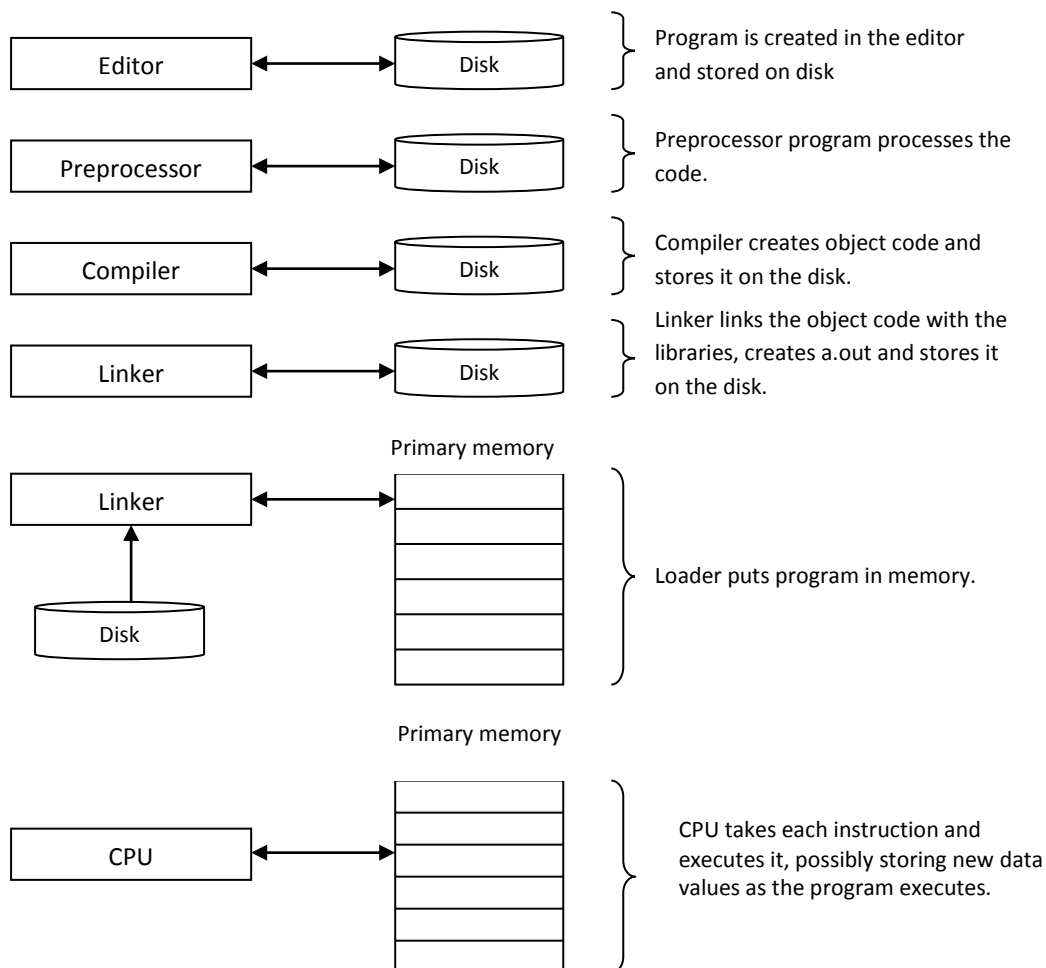 Editor
Disk
Program is created in the editor
and stored on disk
Preprocessor
Disk
Preprocessor program processes the
code.
Compiler
Disk
Compiler creates object code and
stores it on the disk.
Linker
Disk
Linker links the object code with the
libraries, creates a.out and stores it
on the disk.
Primary memory
Linker
Disk
Loader puts program in memory.
Primary memory
CPU
CPU takes each instruction and
executes it, possibly storing new data
values as the program executes.